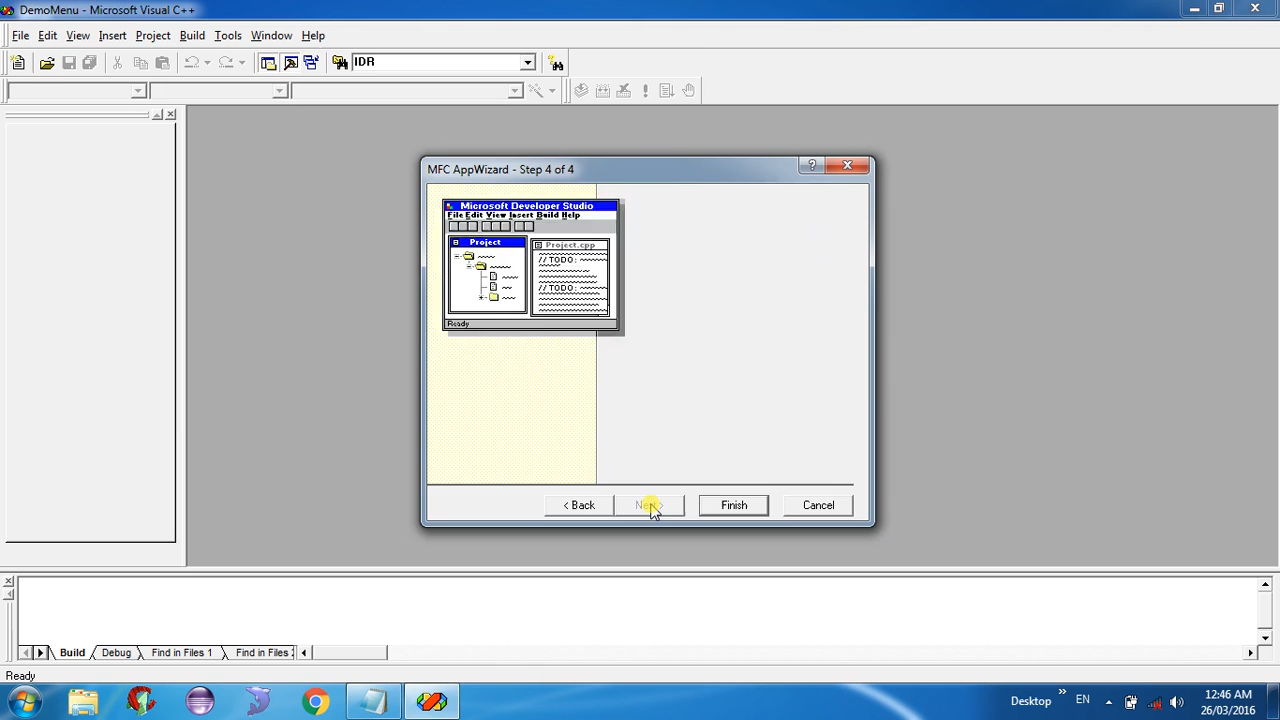 DemoMenu - Microsoft Visual C++
File Edit View Insert Project Build Tools Window Help
IDR
MFC AppWizard - Step 4 of 4
?
Microsoft Developer Studio
File Edit View Insert Build Help
Project
Project.cpp
// TODO:
// TODO:
Ready
< Back
Finish
Cancel
Build Debug Find in Files 1 Find in Files
Ready
Desktop
EN
12:46 AM
26/03/2016